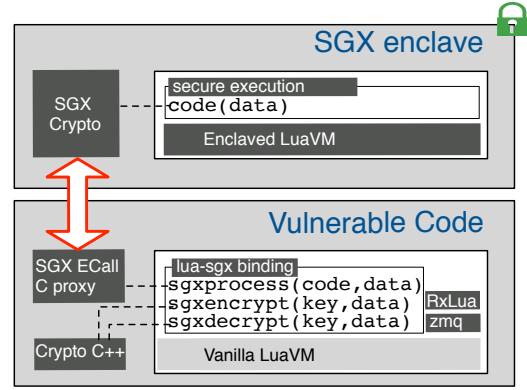 SGX enclave
SGX
Crypto
secure execution
code(data)
Enclaved LuaVM
Vulnerable Code
SGX ECall
C proxy
lua-sgx binding
sgxprocess(code,data)
sgxencrypt(key,data)
sgxdecrypt(key,data)
RxLua
zmq
Crypto C++
Vanilla LuaVM